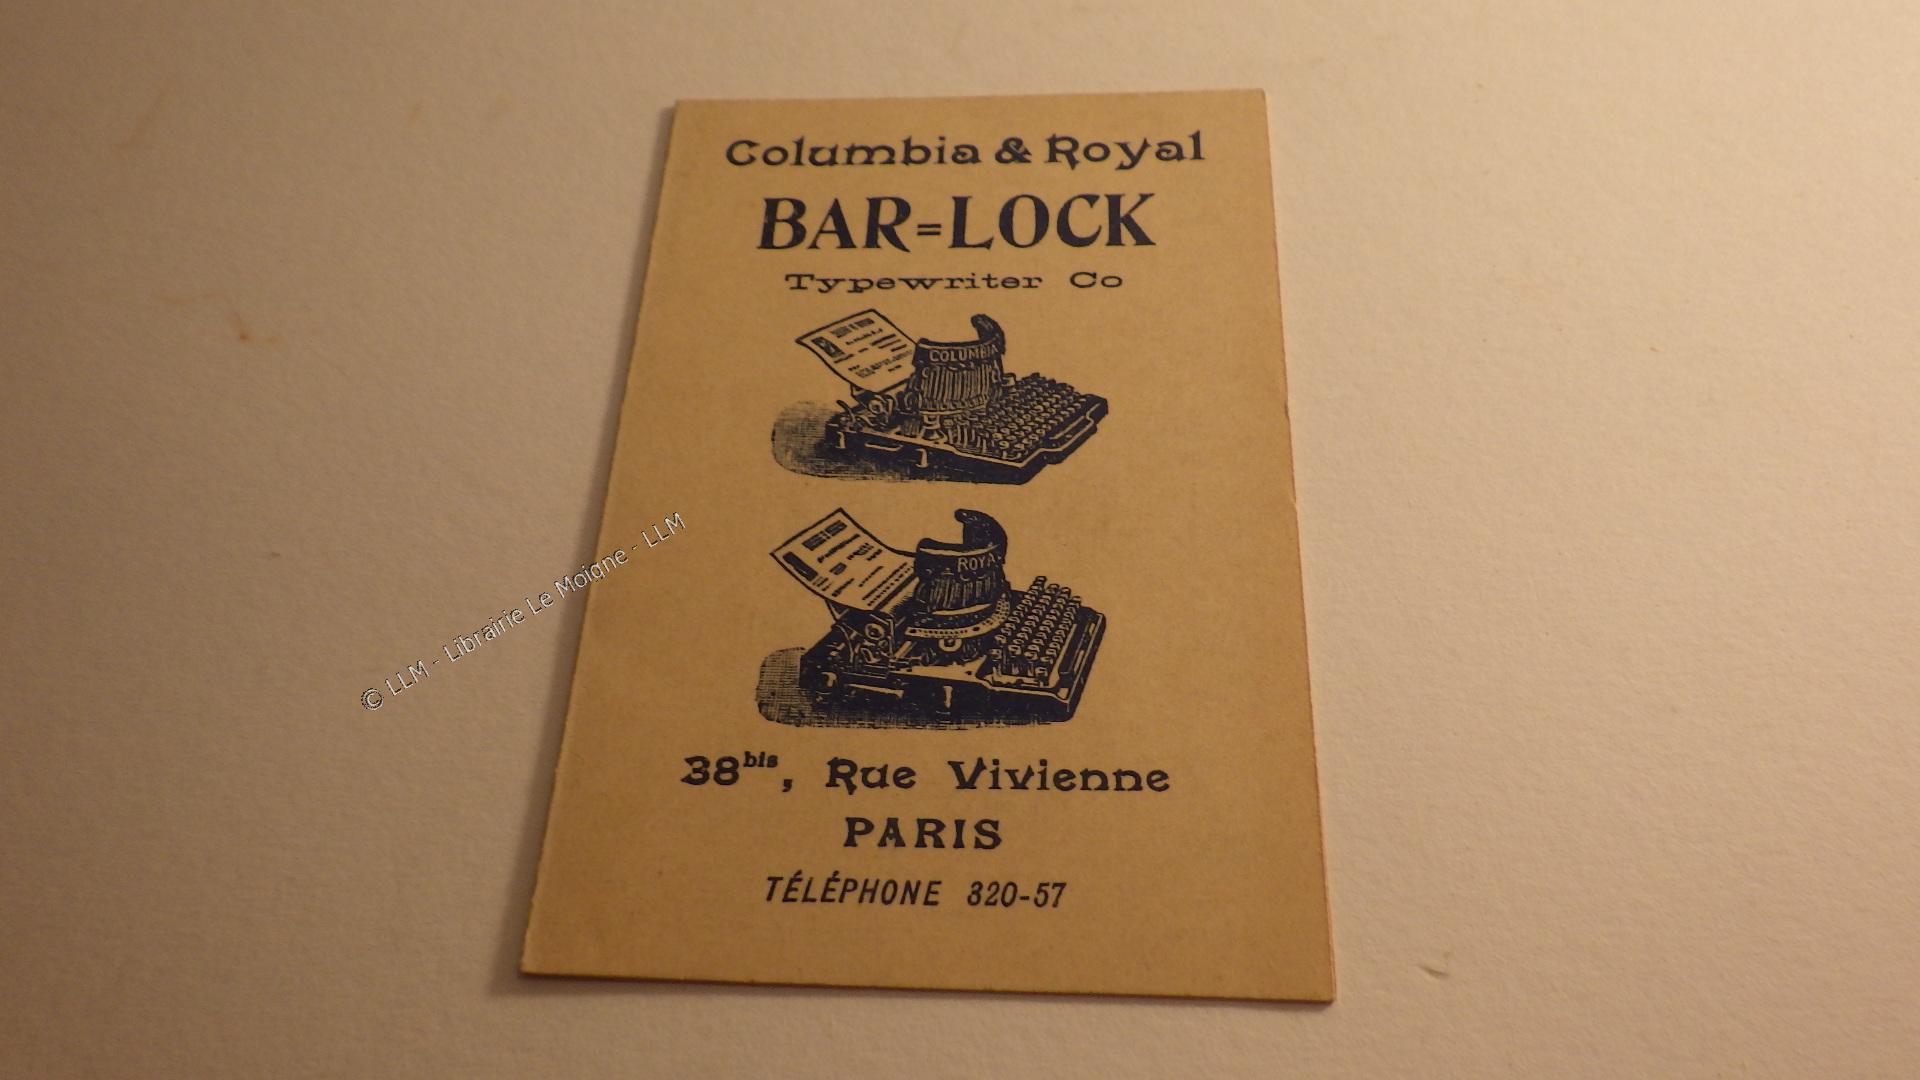 Columbia & Royal
BAR=LOCK
Typewriter Co
COLUMBIA
ROYAL
38bis, Rue Vivienne
PARIS
TÉLÉPHONE 320-57
© LLM - Librairie Le Moigne - LLM